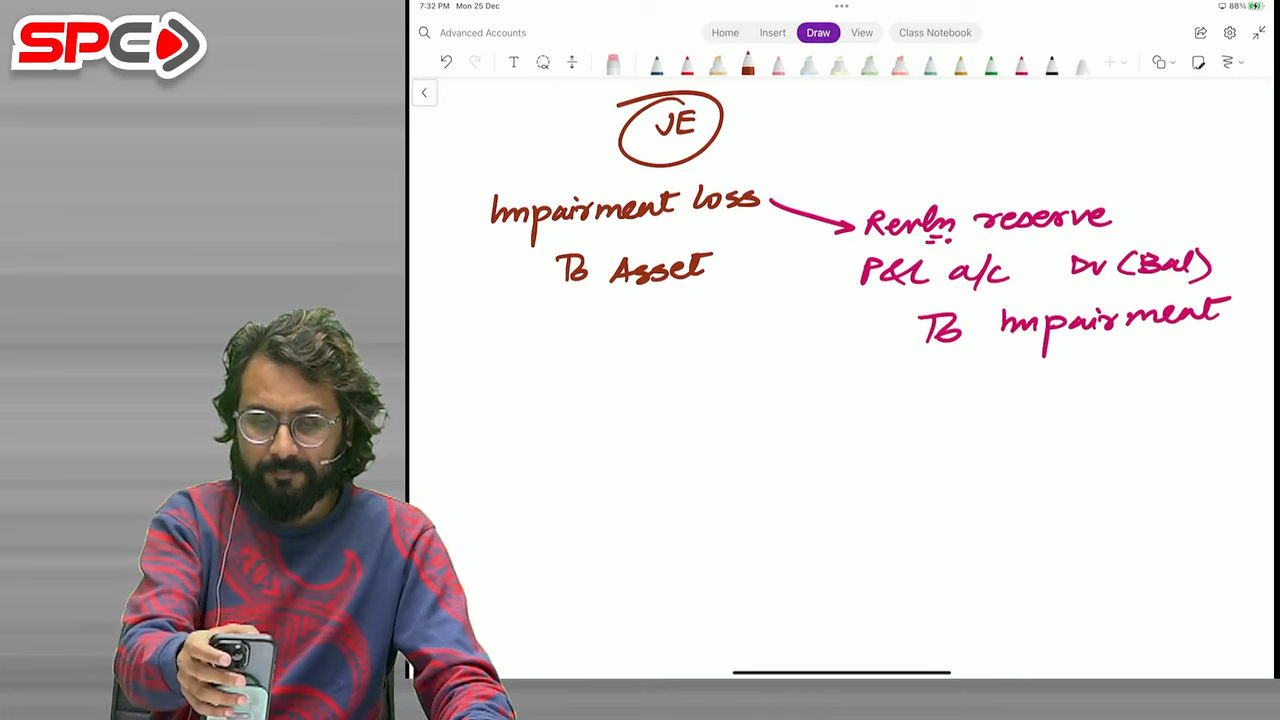 SPED
7:32 PM Mon 25 Dec
88%
Advanced Accounts
Home Insert Draw View Class Notebook
JE
Impairment Loss
To Asset
Revln reserve
P&L a/c Dr (Bal)
To Impairment